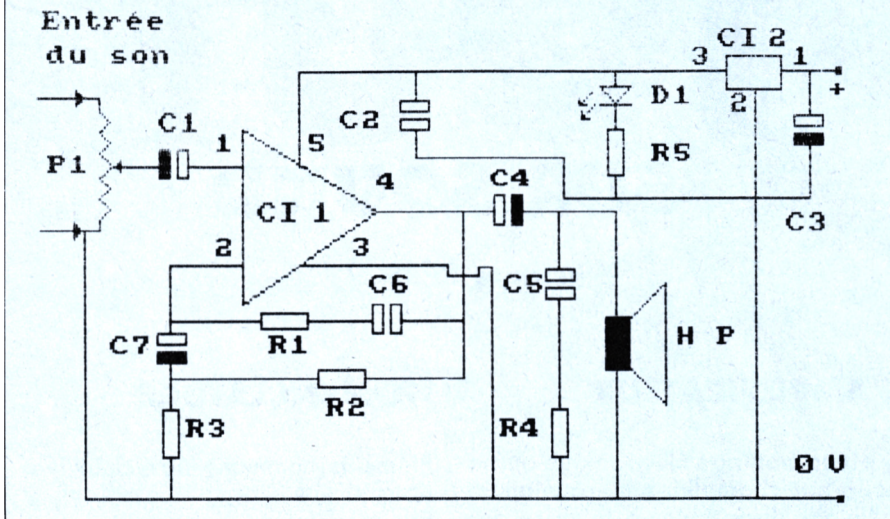 Entrée
du son
CI 2
3
1
2
+
D1
C2
C1
1
5
R5
P1
4
C4
CI 1
C3
2
3
C6
C5
H P
C7
R1
R2
R3
R4
0 V